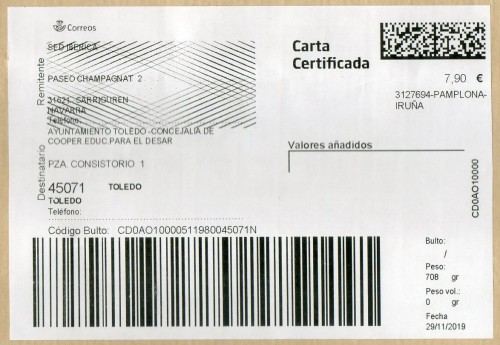 Correos
Remitente
SED IBERICA
PASEO CHAMPAGNAT 2
31621 SARRIGUREN
NAVARRA
Teléfono:
Destinatario
AYUNTAMIENTO TOLEDO -CONCEJALIA DE
COOPER EDUC.PARA EL DESAR
PZA. CONSISTORIO 1
45071 TOLEDO
TOLEDO
Teléfono:
Código Bulto: CD0AO10000511980045071N
Carta
Certificada
7,90 €
3127694-PAMPLONA-
IRUÑA
Valores añadidos
CD0AO10000
Bulto:
/
Peso:
708 gr
Peso vol.:
0 gr
Fecha
29/11/2019